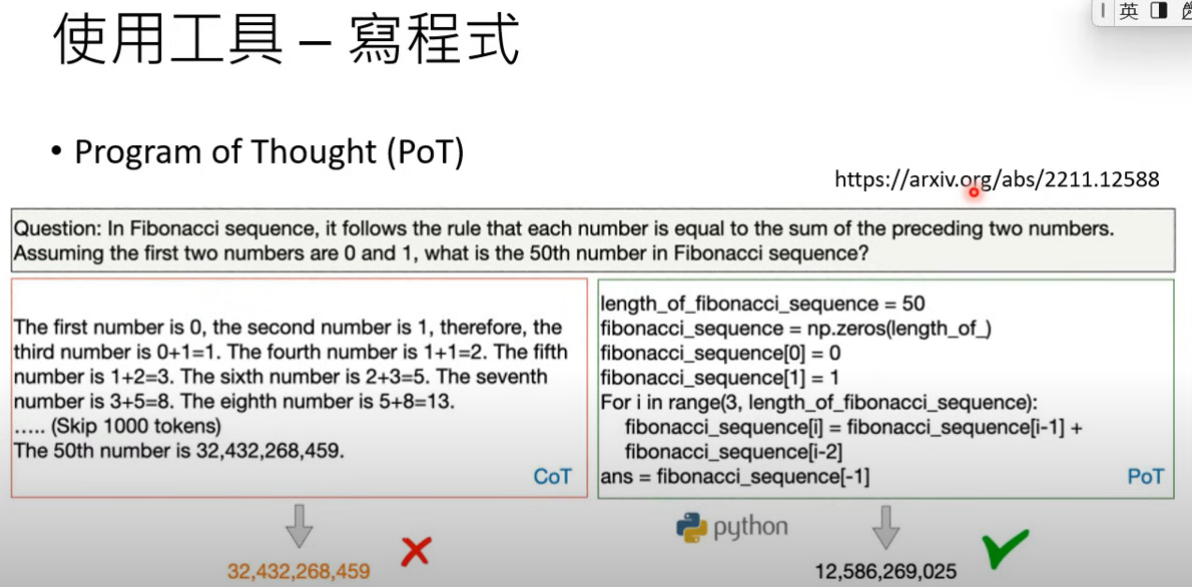 英
使用工具 – 寫程式
• Program of Thought (PoT)
https://arxiv.org/abs/2211.12588
Question: In Fibonacci sequence, it follows the rule that each number is equal to the sum of the preceding two numbers.
Assuming the first two numbers are 0 and 1, what is the 50th number in Fibonacci sequence?
The first number is 0, the second number is 1, therefore, the
third number is 0+1=1. The fourth number is 1+1=2. The fifth
number is 1+2=3. The sixth number is 2+3=5. The seventh
number is 3+5=8. The eighth number is 5+8=13.
..... (Skip 1000 tokens)
The 50th number is 32,432,268,459.
CoT
32,432,268,459
length_of_fibonacci_sequence = 50
fibonacci_sequence = np.zeros(length_of_)
fibonacci_sequence[0] = 0
fibonacci_sequence[1] = 1
For i in range(3, length_of_fibonacci_sequence):
fibonacci_sequence[i] = fibonacci_sequence[i-1] +
fibonacci_sequence[i-2]
ans = fibonacci_sequence[-1]
PoT
python
12,586,269,025